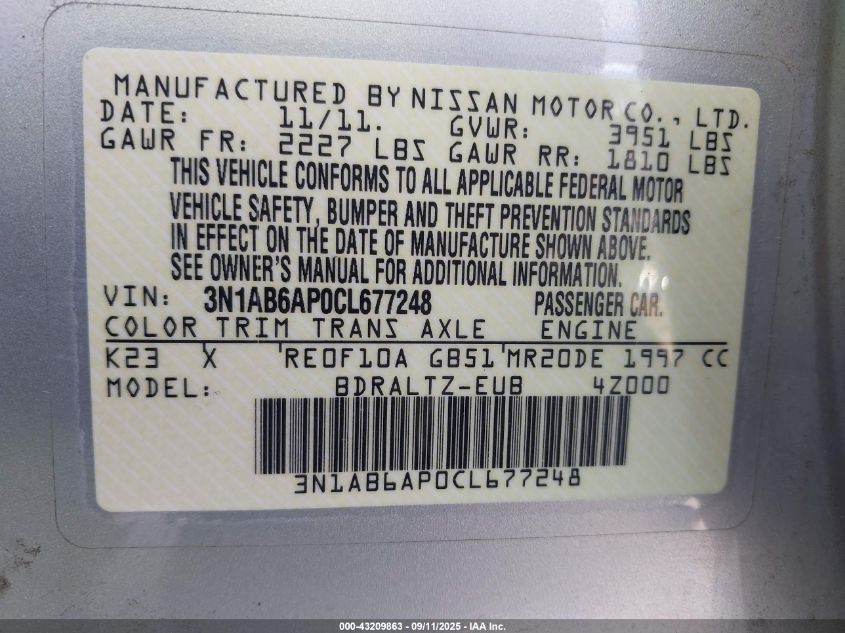 MANUFACTURED BY NISSAN MOTOR CO., LTD.
DATE: 11/11. GVWR: 3951 LBS
GAWR FR: 2227 LBS GAWR RR: 1810 LBS
THIS VEHICLE CONFORMS TO ALL APPLICABLE FEDERAL MOTOR
VEHICLE SAFETY, BUMPER AND THEFT PREVENTION STANDARDS
IN EFFECT ON THE DATE OF MANUFACTURE SHOWN ABOVE.
SEE OWNER'S MANUAL FOR ADDITIONAL INFORMATION.
VIN: 3N1AB6AP0CL677248 PASSENGER CAR.
COLOR TRIM TRANS AXLE ENGINE
K23 X RE0F10A GB51 MR20DE 1997 CC
MODEL: BDRALTZ-EUB 4Z000
3N1AB6AP0CL677248
000-43209863 - 09/11/2025 - IAA Inc.